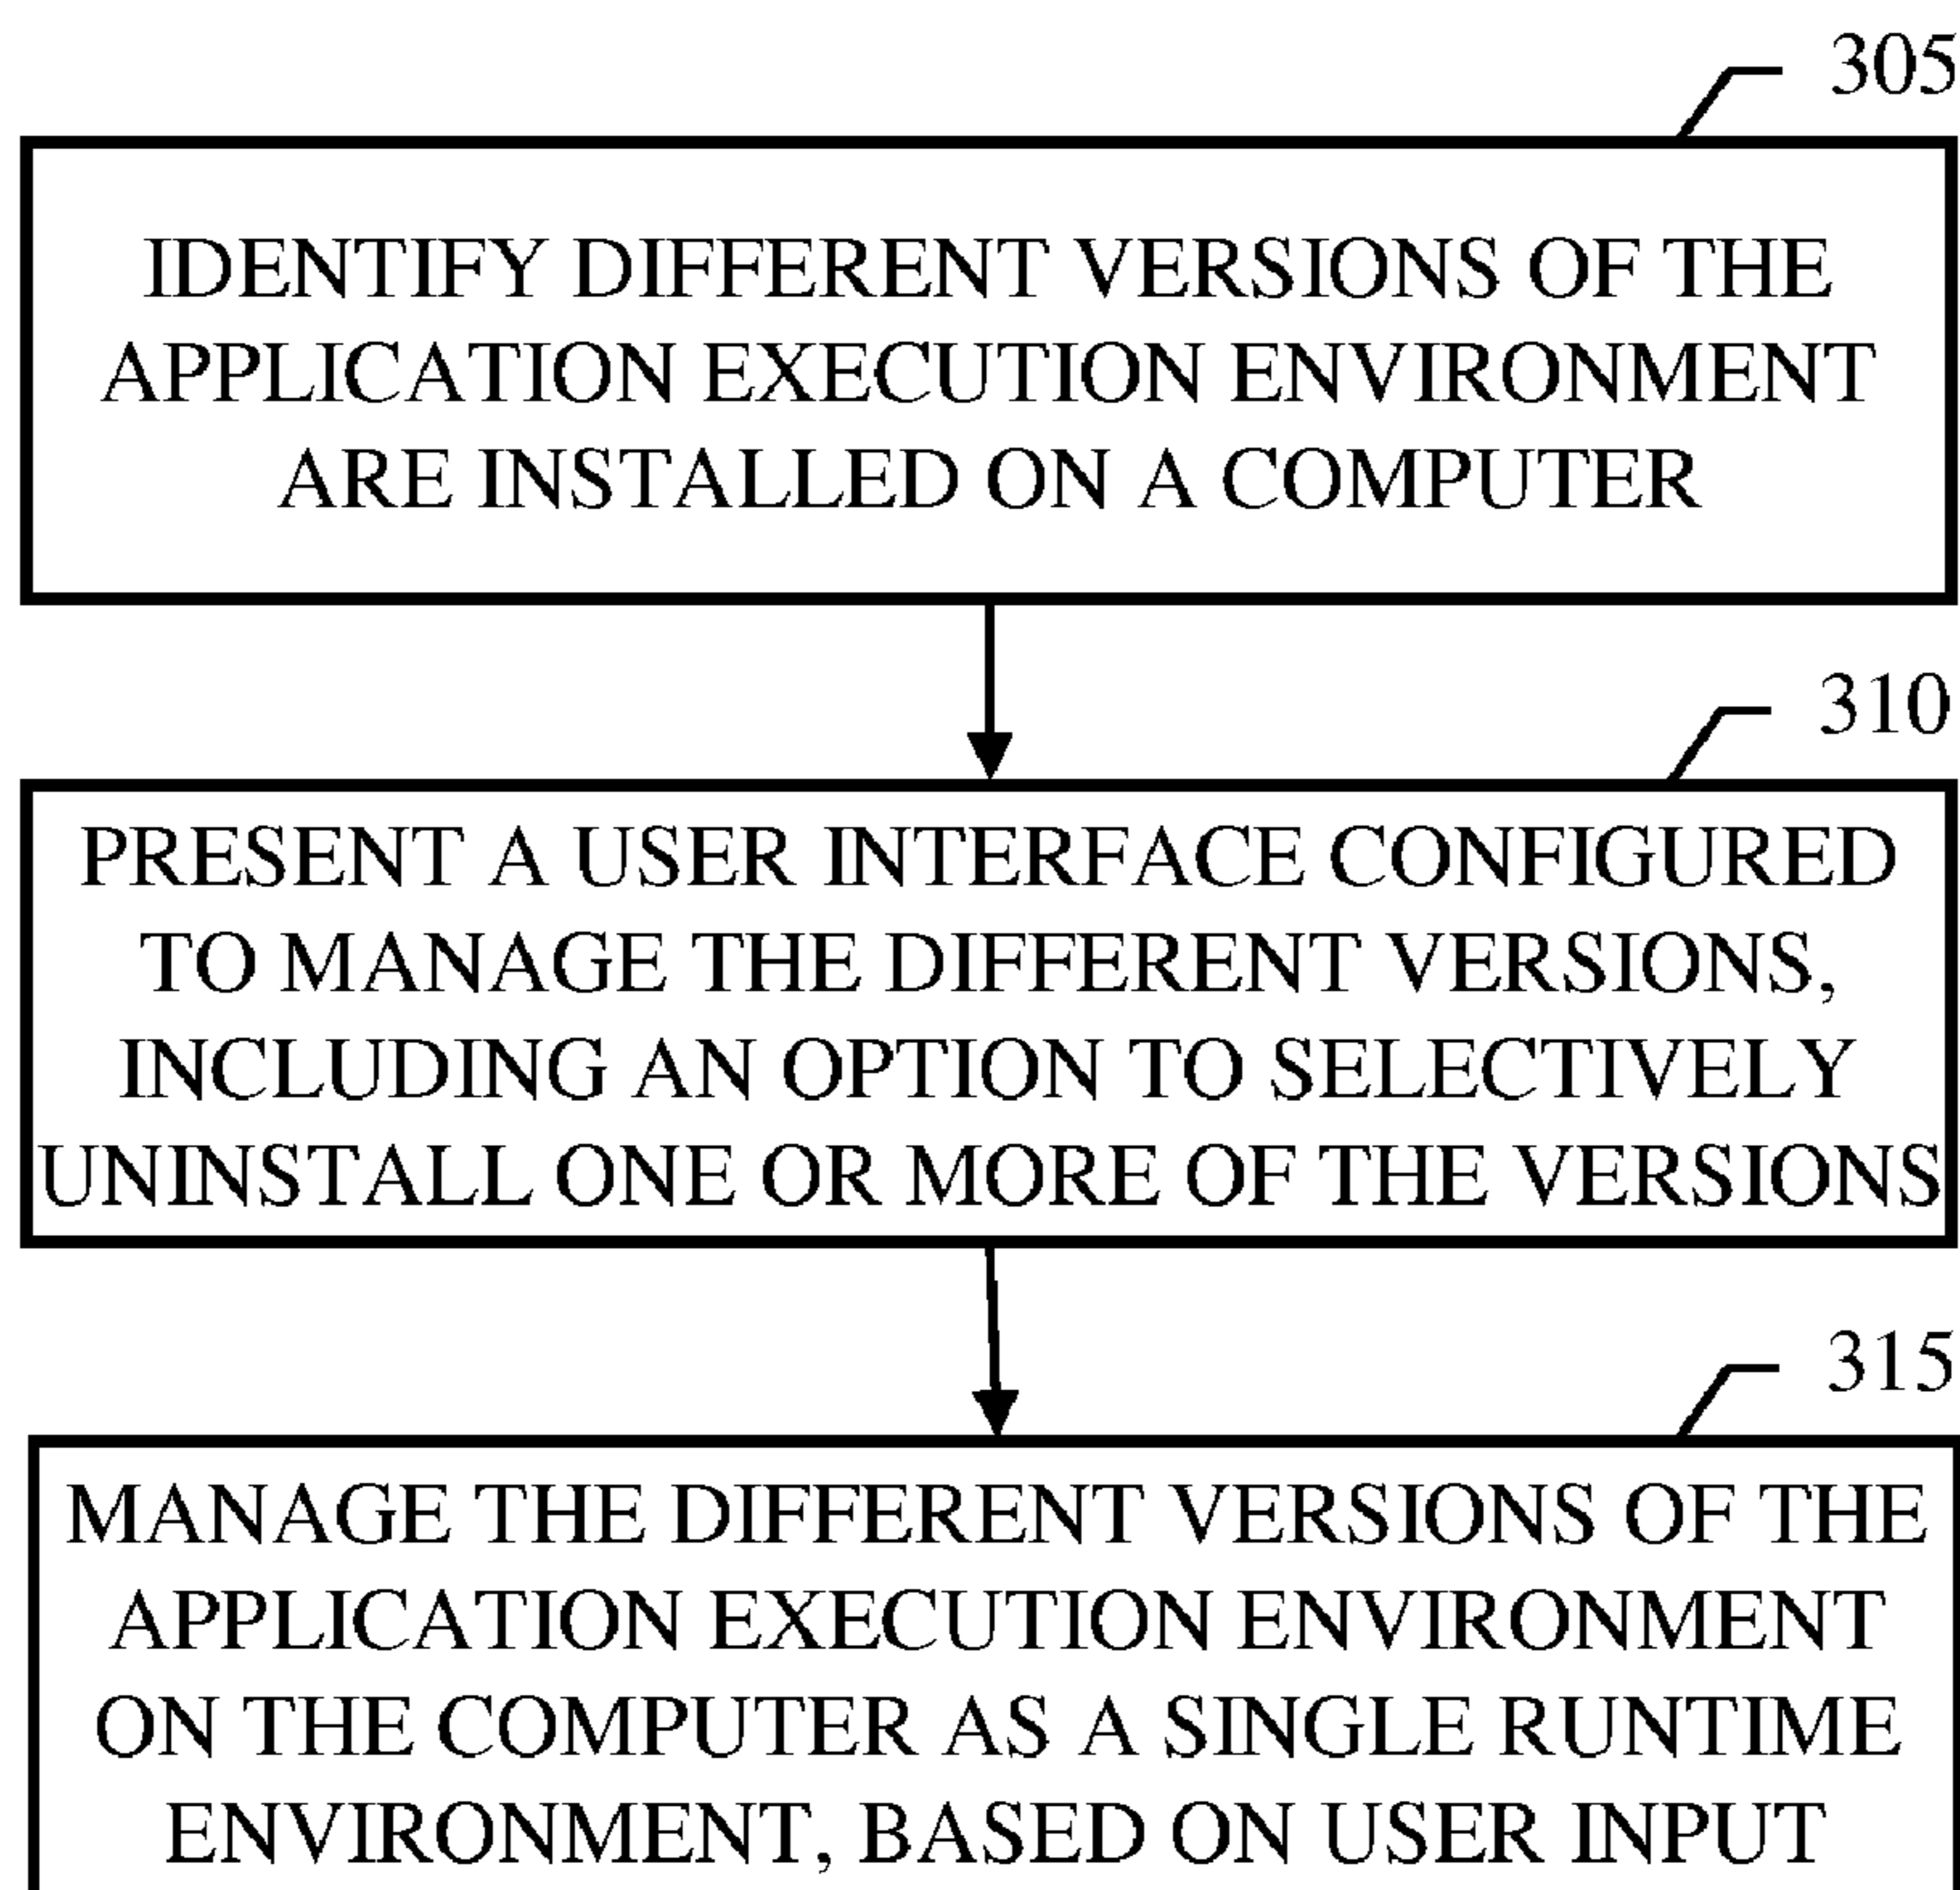 305
IDENTIFY DIFFERENT VERSIONS OF THE
APPLICATION EXECUTION ENVIRONMENT
ARE INSTALLED ON A COMPUTER
310
PRESENT A USER INTERFACE CONFIGURED
TO MANAGE THE DIFFERENT VERSIONS,
INCLUDING AN OPTION TO SELECTIVELY
UNINSTALL ONE OR MORE OF THE VERSIONS
315
MANAGE THE DIFFERENT VERSIONS OF THE
APPLICATION EXECUTION ENVIRONMENT
ON THE COMPUTER AS A SINGLE RUNTIME
ENVIRONMENT, BASED ON USER INPUT